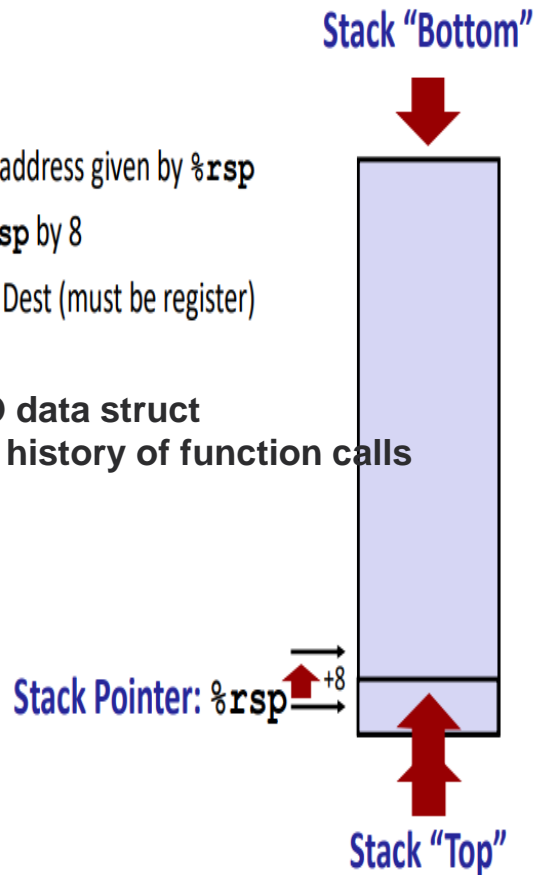 Stack “Bottom”
address given by %rsp
sp by 8
Dest (must be register)
data struct
history of function calls
+8
Stack Pointer: %rsp
Stack “Top”